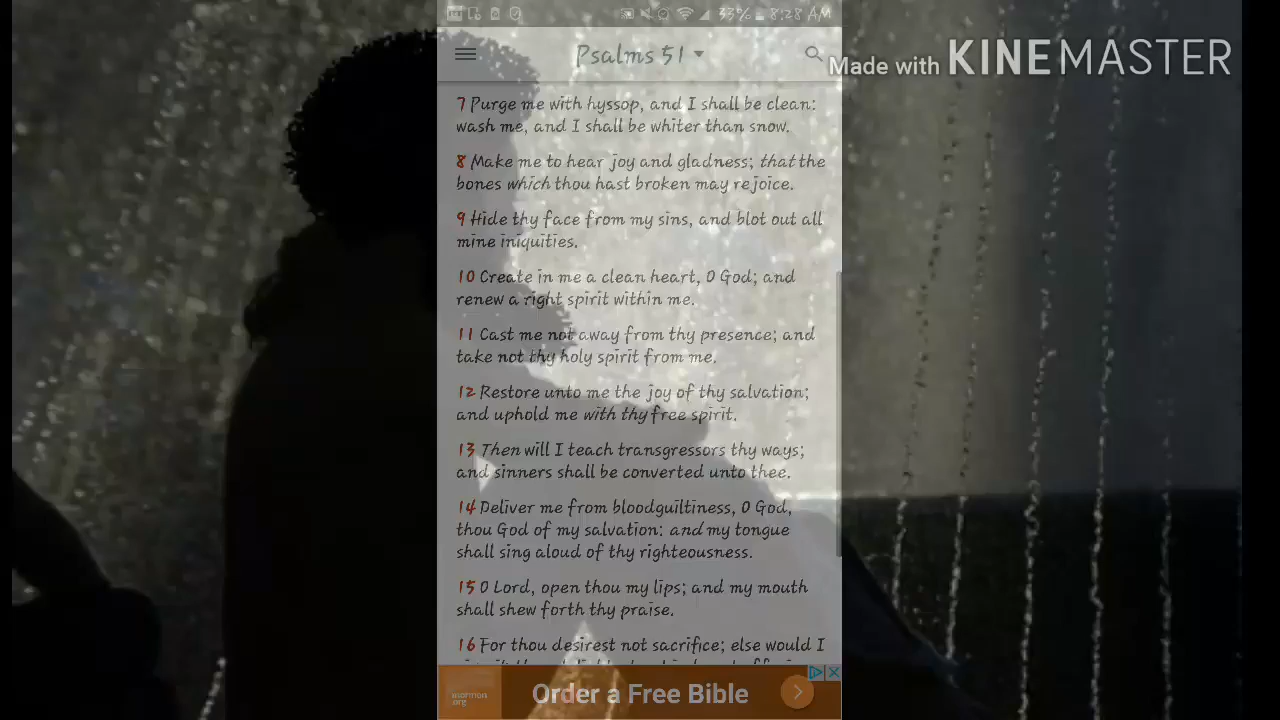 33% 8:28 AM
Psalms 51
Made with KINEMASTER
7 Purge me with hyssop, and I shall be clean:
wash me, and I shall be whiter than snow.
8 Make me to hear joy and gladness; that the
bones which thou hast broken may rejoice.
9 Hide thy face from my sins, and blot out all
mine iniquities.
10 Create in me a clean heart, O God; and
renew a right spirit within me.
11 Cast me not away from thy presence; and
take not thy holy spirit from me.
12 Restore unto me the joy of thy salvation;
and uphold me with thy free spirit.
13 Then will I teach transgressors thy ways;
and sinners shall be converted unto thee.
14 Deliver me from bloodguiltiness, O God,
thou God of my salvation: and my tongue
shall sing aloud of thy righteousness.
15 O Lord, open thou my lips; and my mouth
shall shew forth thy praise.
16 For thou desirest not sacrifice; else would I
mormon.org
Order a Free Bible